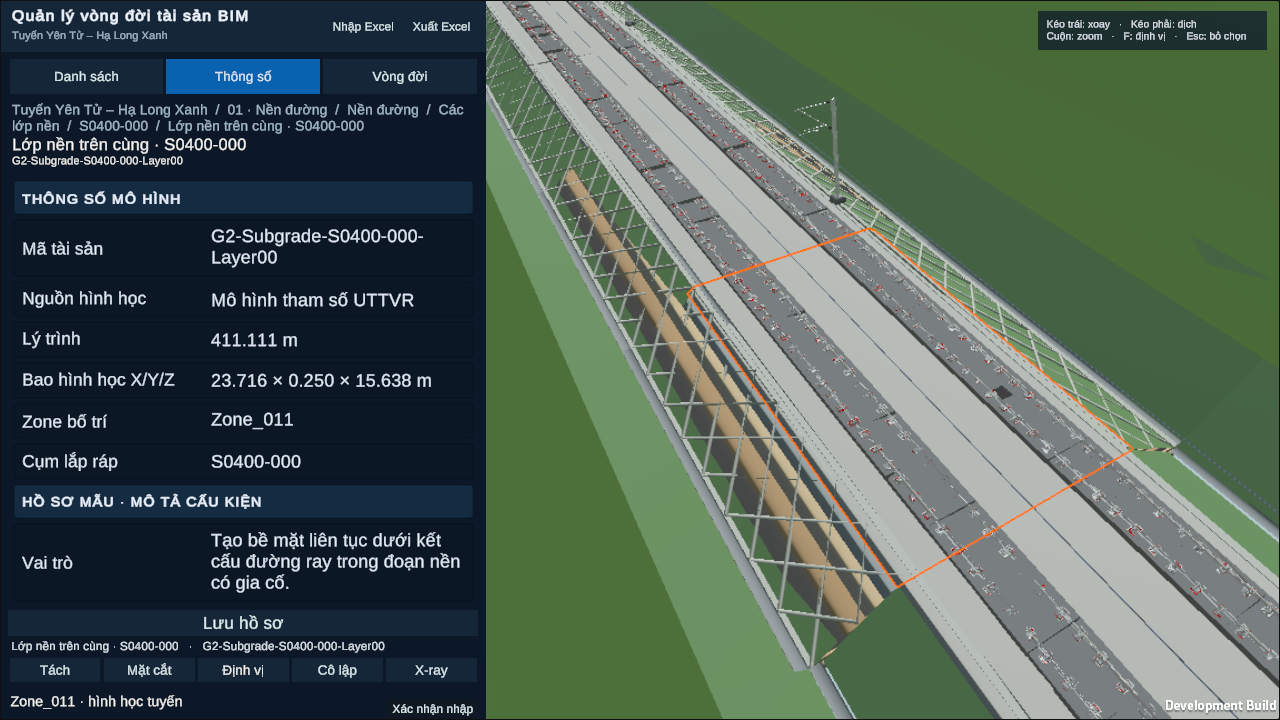 Quản lý vòng đời tài sản BIM
Tuyến Yên Tử – Hạ Long Xanh
Nhập Excel
Xuất Excel
Danh sách
Thông số
Vòng đời
Tuyến Yên Tử – Hạ Long Xanh / 01 · Nền đường / Nền đường / Các
lớp nền / S0400-000 / Lớp nền trên cùng · S0400-000
Lớp nền trên cùng · S0400-000
G2-Subgrade-S0400-000-Layer00
THÔNG SỐ MÔ HÌNH
Mã tài sản
G2-Subgrade-S0400-000-
Layer00
Nguồn hình học
Mô hình tham số UTTVR
Lý trình
411.111 m
Bao hình học X/Y/Z
23.716 × 0.250 × 15.638 m
Zone bố trí
Zone_011
Cụm lắp ráp
S0400-000
HỒ SƠ MẪU · MÔ TẢ CẤU KIỆN
Vai trò
Tạo bề mặt liên tục dưới kết
cấu đường ray trong đoạn nền
có gia cố.
Lưu hồ sơ
Lớp nền trên cùng · S0400-000 · G2-Subgrade-S0400-000-Layer00
Tách
Mặt cắt
Định vị
Cô lập
X-ray
Zone_011 · hình học tuyến
Xác nhận nhập
Kéo trái: xoay · Kéo phải: dịch
Cuộn: zoom · F: định vị · Esc: bỏ chọn
Development Build